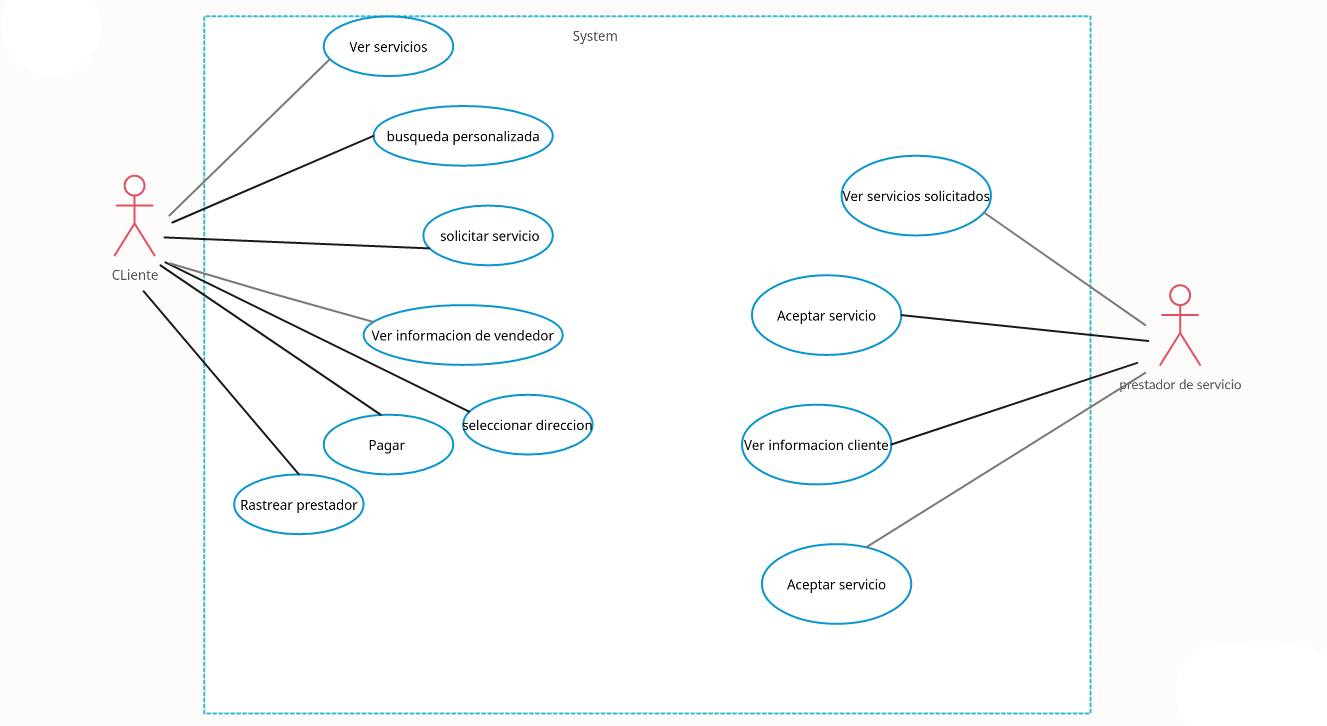 System
Ver servicios
busqueda personalizada
solicitar servicio
CLiente
Ver informacion de vendedor
seleccionar direccion
Pagar
Rastrear prestador
Ver servicios solicitados
Aceptar servicio
prestador de servicio
Ver informacion cliente
Aceptar servicio